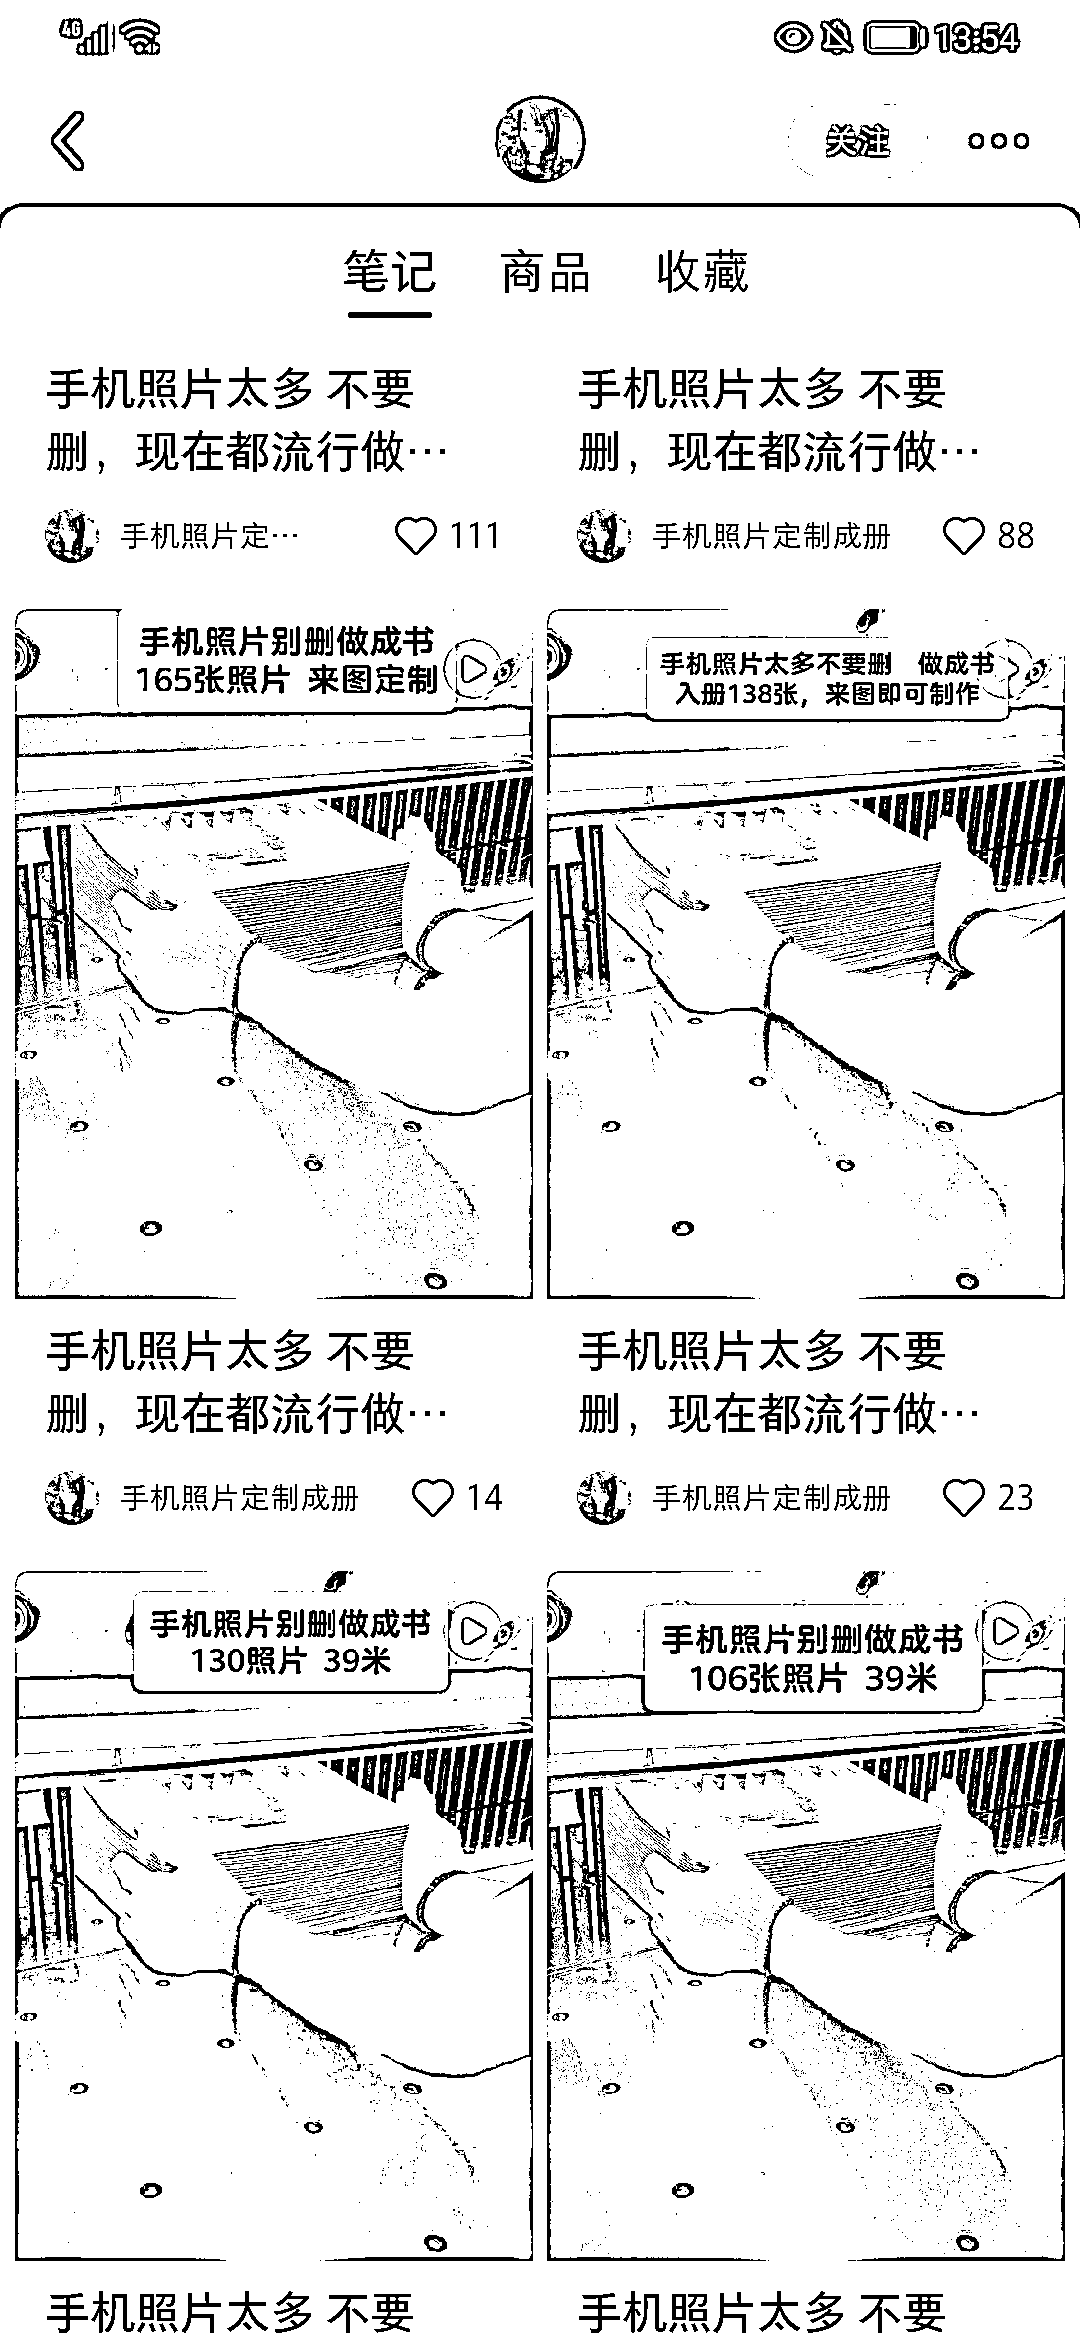 4G 13:54
关注
笔记 商品 收藏
手机照片太多 不要
删，现在都流行做…
手机照片定… 111
手机照片太多 不要
删，现在都流行做…
手机照片定制成册 88
手机照片别删做成书
165张照片 来图定制
手机照片太多 不要
删，现在都流行做…
手机照片定制成册 14
手机照片太多不要删 做成书
入册138张，来图即可制作
手机照片太多 不要
删，现在都流行做…
手机照片定制成册 23
手机照片别删做成书
130照片 39米
手机照片太多 不要
手机照片别删做成书
106张照片 39米
手机照片太多 不要